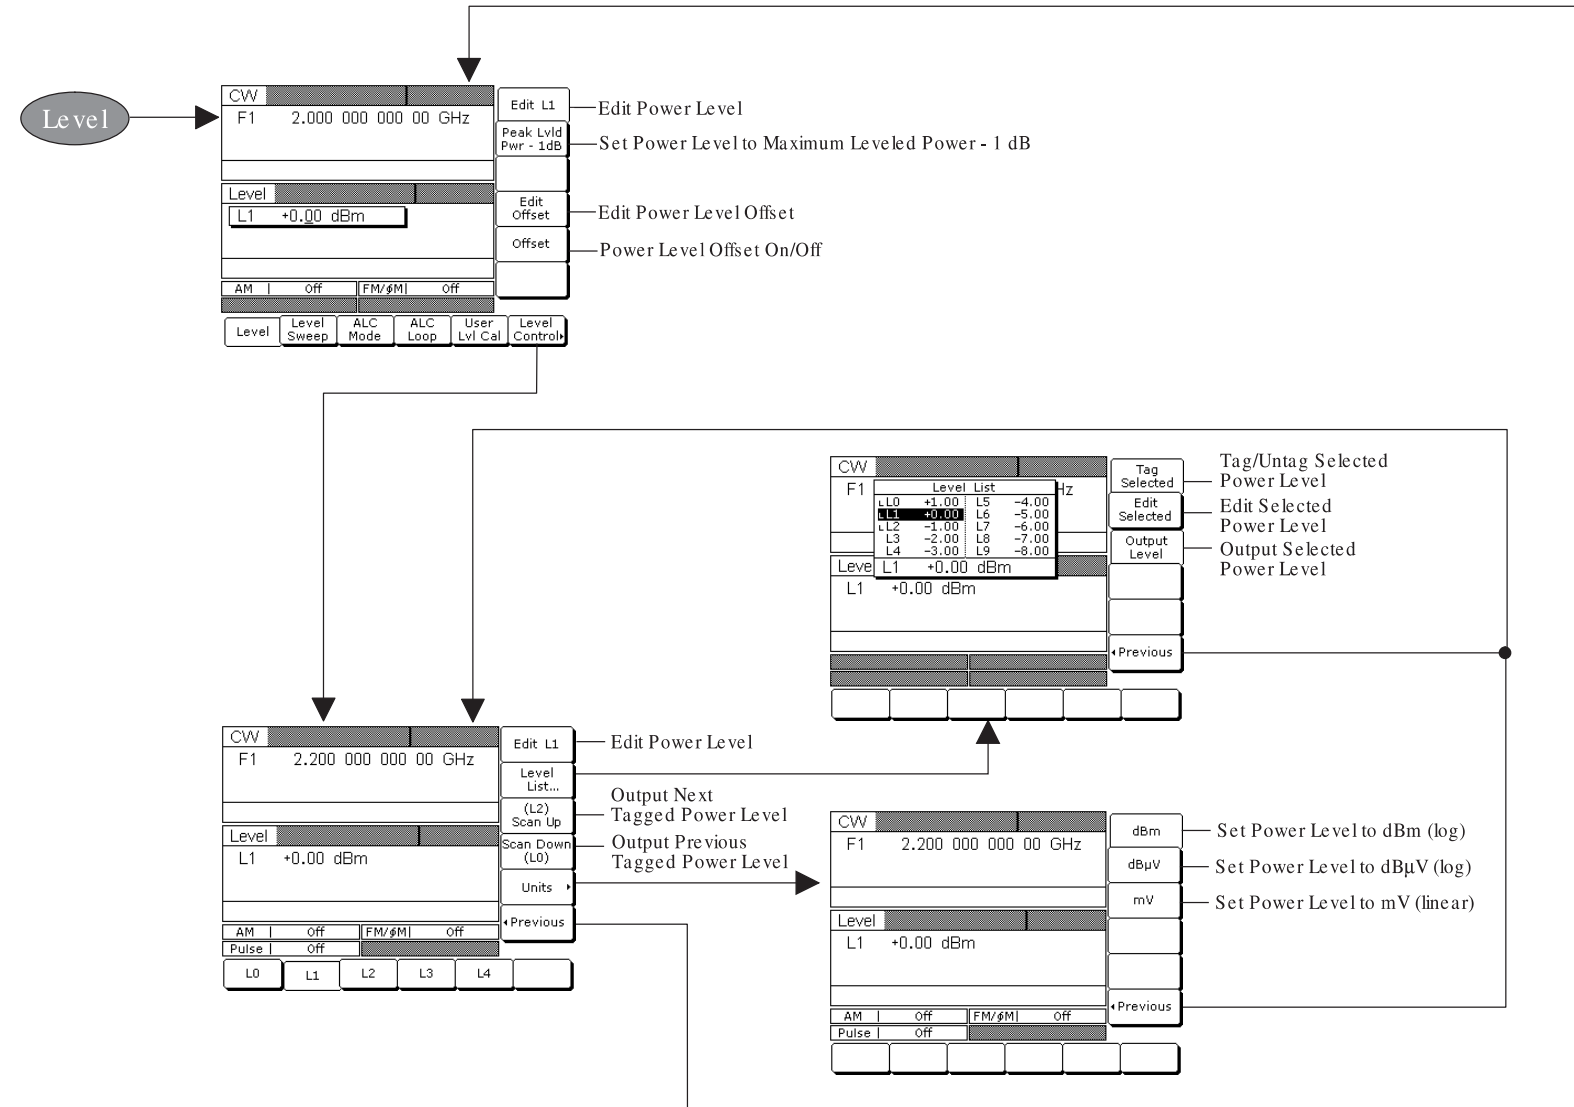 Level
CW
F1 2.000 000 000 00 GHz
Level
L1 +0.00 dBm
AM | Off FM/ϕM| Off
Edit L1
Peak Lvld
Pwr - 1dB
Edit
Offset
Offset
Level
Level
Sweep
ALC
Mode
ALC
Loop
User
Lvl Cal
Level
Control▸
Edit Power Level
Set Power Level to Maximum Leveled Power - 1 dB
Edit Power Level Offset
Power Level Offset On/Off
CW
F1 Hz
Level List
L0 +1.00 L5 -4.00
L1 +0.00 L6 -5.00
L2 -1.00 L7 -6.00
L3 -2.00 L8 -7.00
L4 -3.00 L9 -8.00
L1 +0.00 dBm
Leve
L1 +0.00 dBm
Tag
Selected
Edit
Selected
Output
Level
◂Previous
Tag/Untag Selected
Power Level
Edit Selected
Power Level
Output Selected
Power Level
CW
F1 2.200 000 000 00 GHz
Level
L1 +0.00 dBm
AM | Off FM/ϕM| Off
Pulse | Off
Edit L1
Level
List...
(L2)
Scan Up
Scan Down
(L0)
Units ▸
◂Previous
L0 L1 L2 L3 L4
Edit Power Level
Output Next
Tagged Power Level
Output Previous
Tagged Power Level
CW
F1 2.200 000 000 00 GHz
Level
L1 +0.00 dBm
AM | Off FM/ϕM| Off
Pulse | Off
dBm
dBµV
mV
◂Previous
Set Power Level to dBm (log)
Set Power Level to dBµV (log)
Set Power Level to mV (linear)